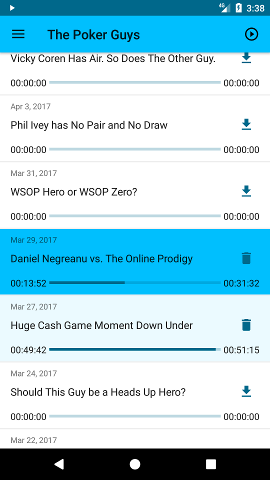 4G 3:38
The Poker Guys
Vicky Coren Has Air. So Does The Other Guy.
00:00:00 00:00:00
Apr 3, 2017
Phil Ivey has No Pair and No Draw
00:00:00 00:00:00
Mar 31, 2017
WSOP Hero or WSOP Zero?
00:00:00 00:00:00
Mar 29, 2017
Daniel Negreanu vs. The Online Prodigy
00:13:52 00:31:32
Mar 27, 2017
Huge Cash Game Moment Down Under
00:49:42 00:51:15
Mar 24, 2017
Should This Guy be a Heads Up Hero?
00:00:00 00:00:00
Mar 22, 2017